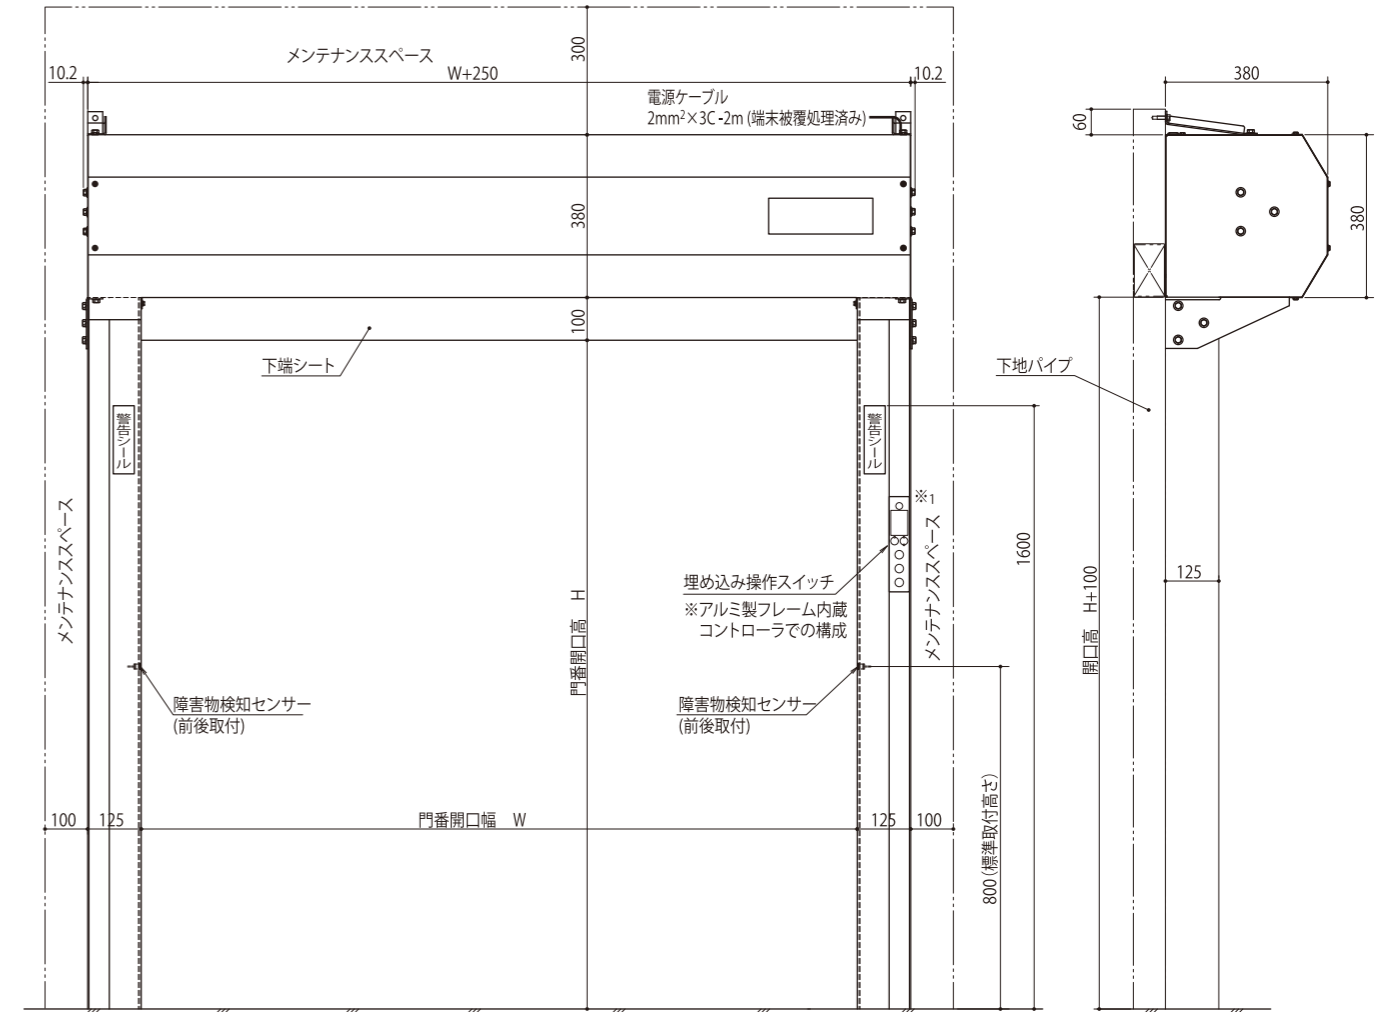 300
メンテナンススペース
10.2
W+250
10.2
380
電源ケーブル
2mm²×3C-2m (端末被覆処理済み)
60
380
380
100
下端シート
下地パイプ
警告シール
警告シール
※1
メンテナンススペース
メンテナンススペース
1600
125
埋め込み操作スイッチ
※アルミ製フレーム内蔵
コントローラでの構成
門番開口高 H
開口高 H+100
障害物検知センサー
(前後取付)
障害物検知センサー
(前後取付)
800 (標準取付高さ)
100
125
門番開口幅 W
125
100